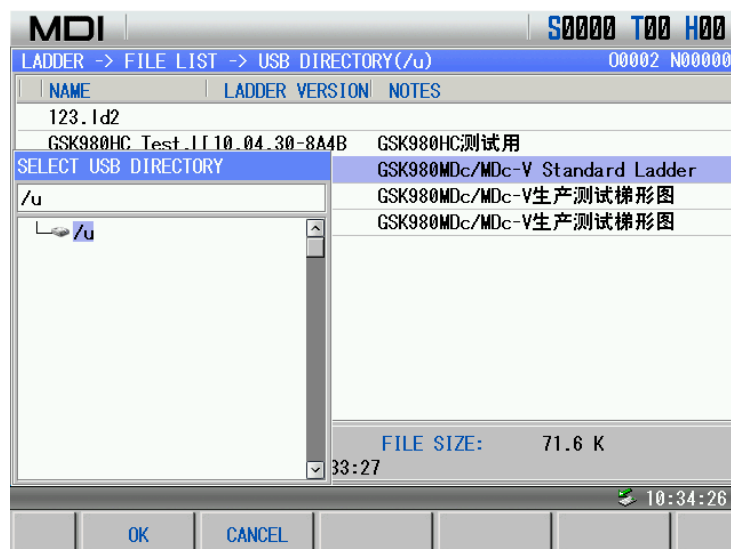 MDI S0000 T00 H00
LADDER -> FILE LIST -> USB DIRECTORY(/u) O0002 N00000
NAME LADDER VERSION NOTES
123.ld2
GSK980HC Test.l[10.04.30-8A4B GSK980HC测试用
SELECT USB DIRECTORY GSK980MDc/MDc-V Standard Ladder
/u GSK980MDc/MDc-V生产测试梯形图
/u GSK980MDc/MDc-V生产测试梯形图
FILE SIZE: 71.6 K
33:27
10:34:26
OK CANCEL